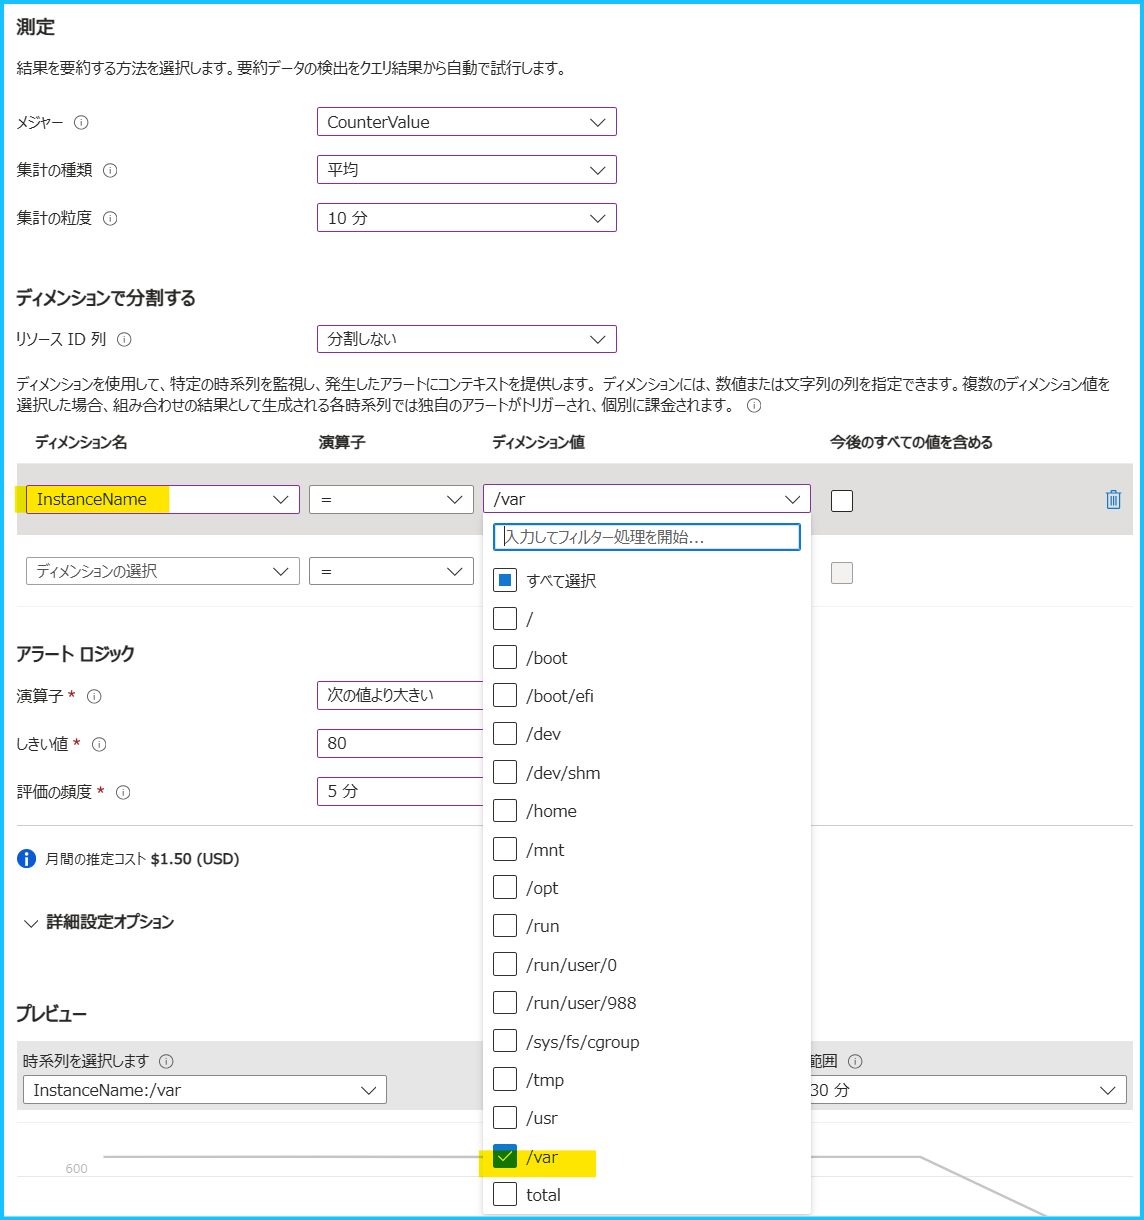 測定
結果を要約する方法を選択します。要約データの検出をクエリ結果から自動で試行します。
メジャー
CounterValue
集計の種類
平均
集計の粒度
10 分
ディメンションで分割する
リソース ID 列
分割しない
ディメンションを使用して、特定の時系列を監視し、発生したアラートにコンテキストを提供します。 ディメンションには、数値または文字列の列を指定できます。複数のディメンション値を
選択した場合、組み合わせの結果として生成される各時系列では独自のアラートがトリガーされ、個別に課金されます。
ディメンション名 演算子 ディメンション値 今後のすべての値を含める
InstanceName = /var
入力してフィルター処理を開始...
ディメンションの選択 =
すべて選択
/
/boot
/boot/efi
/dev
/dev/shm
/home
/mnt
/opt
/run
/run/user/0
/run/user/988
/sys/fs/cgroup
/tmp
/usr
/var
total
アラート ロジック
演算子 *
次の値より大きい
しきい値 *
80
評価の頻度 *
5 分
月間の推定コスト $1.50 (USD)
詳細設定オプション
プレビュー
時系列を選択します
InstanceName:/var
範囲
30 分
600